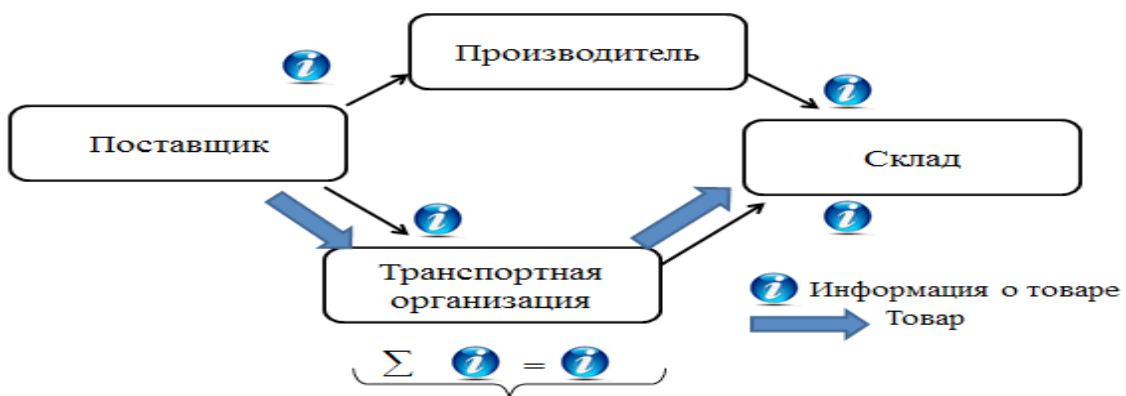 Производитель
Поставщик
Склад
Транспортная
организация
Информация о товаре
Товар
∑ i = i